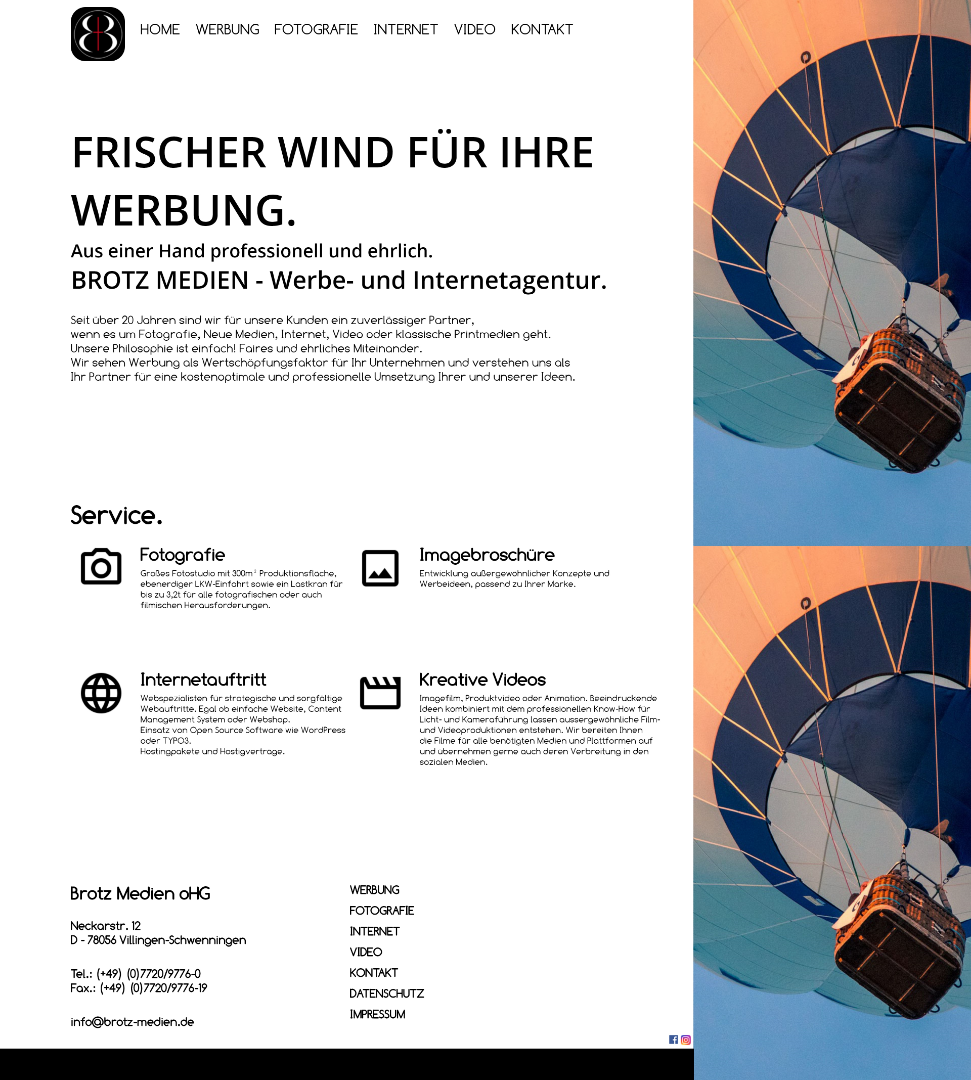 HOME WERBUNG FOTOGRAFIE INTERNET VIDEO KONTAKT
FRISCHER WIND FÜR IHRE
WERBUNG.
Aus einer Hand professionell und ehrlich.
BROTZ MEDIEN - Werbe- und Internetagentur.
Seit über 20 Jahren sind wir für unsere Kunden ein zuverlässiger Partner,
wenn es um Fotografie, Neue Medien, Internet, Video oder klassische Printmedien geht.
Unsere Philosophie ist einfach! Faires und ehrliches Miteinander.
Wir sehen Werbung als Wertschöpfungsfaktor für Ihr Unternehmen und verstehen uns als
Ihr Partner für eine kostenoptimale und professionelle Umsetzung Ihrer und unserer Ideen.
Service.
Fotografie
Großes Fotostudio mit 300m² Produktionsfläche,
ebenerdiger LKW-Einfahrt sowie ein Lastkran für
bis zu 3,2t für alle fotografischen oder auch
filmischen Herausforderungen.
Imagebroschüre
Entwicklung außergewöhnlicher Konzepte und
Werbeideen, passend zu Ihrer Marke.
Internetauftritt
Webspezialisten für strategische und sorgfältige
Webauftritte. Egal ob einfache Website, Content
Management System oder Webshop.
Einsatz von Open Source Software wie WordPress
oder TYPO3.
Hostingpakete und Hostigverträge.
Kreative Videos
Imagefilm, Produktvideo oder Animation. Beeindruckende
Ideen kombiniert mit dem professionellen Know-How für
Licht- und Kameraführung lassen aussergewöhnliche Film-
und Videoproduktionen entstehen. Wir bereiten Ihnen
die Filme für alle benötigten Medien und Plattformen auf
und übernehmen gerne auch deren Verbreitung in den
sozialen Medien.
Brotz Medien oHG
Neckarstr. 12
D - 78056 Villingen-Schwenningen
Tel.: (+49) (0)7720/9776-0
Fax.: (+49) (0)7720/9776-19
info@brotz-medien.de
WERBUNG
FOTOGRAFIE
INTERNET
VIDEO
KONTAKT
DATENSCHUTZ
IMPRESSUM